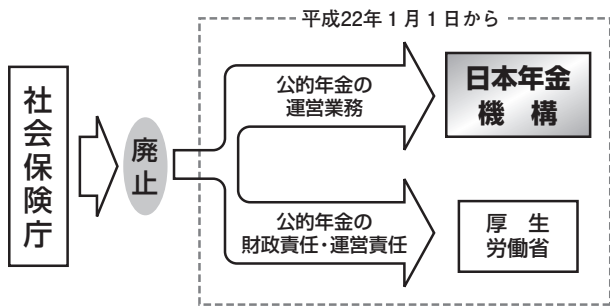 平成22年1月1日から
社会保険庁
廃止
公的年金の
運営業務
日本年金
機 構
公的年金の
財政責任・運営責任
厚 生
労働省